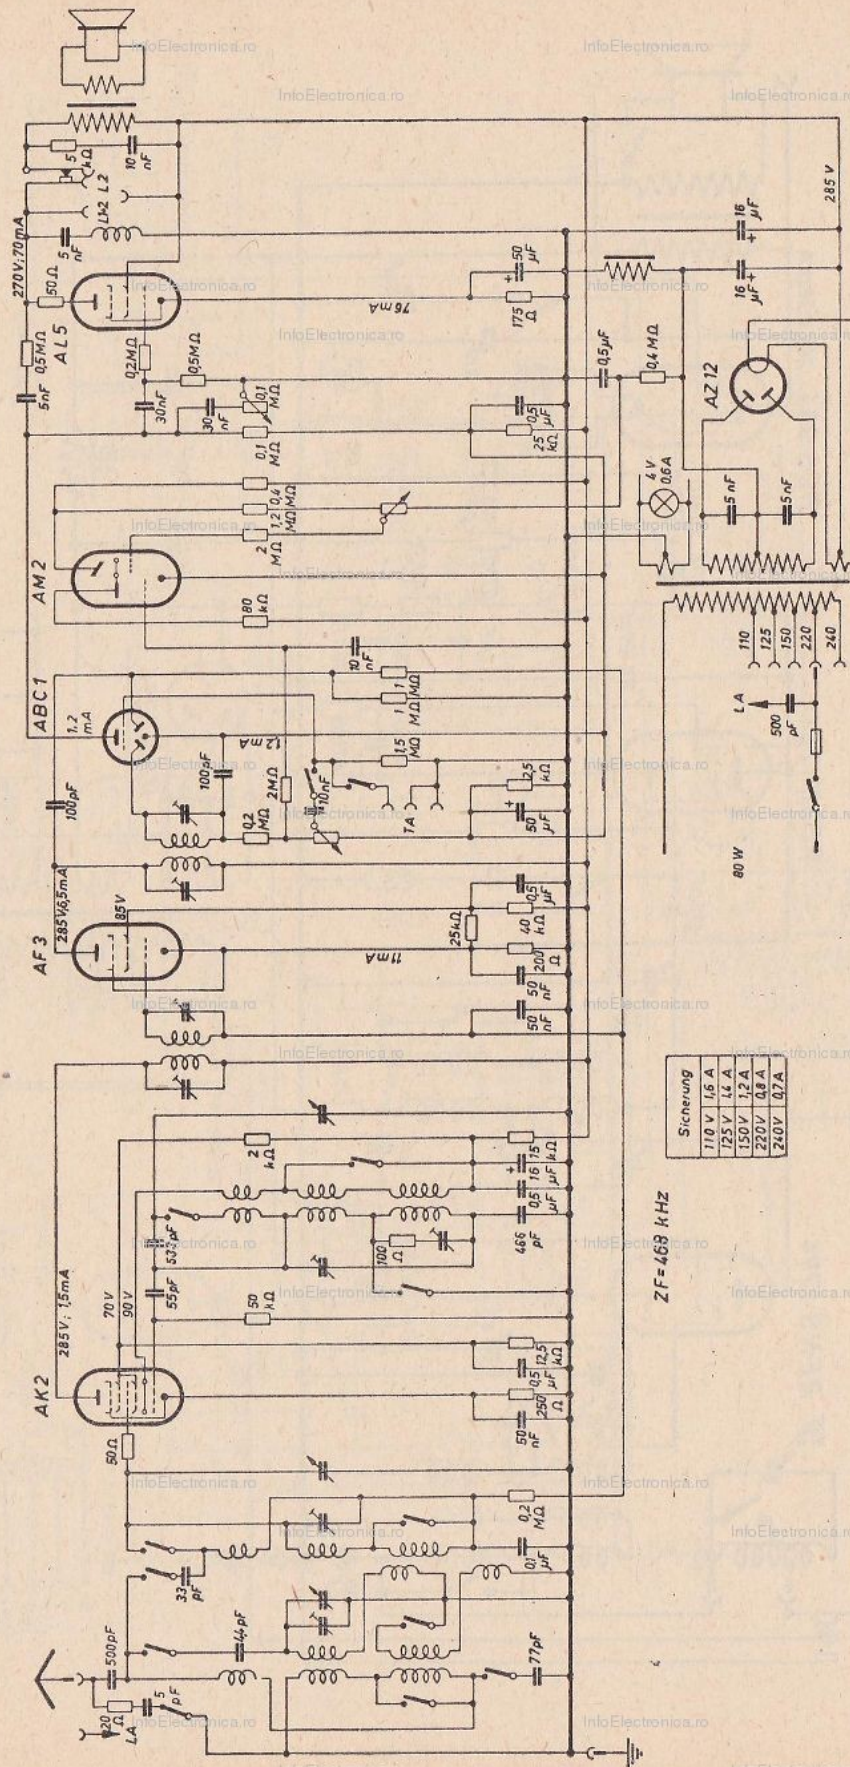 InfoElectronica.ro
270V; 70mA
5 kΩ
10 nF
L2
L1-2
5 nF
50Ω
AL5
0,5MΩ
5nF
0,2MΩ
0,5MΩ
30nF
30 nF
0,1 MΩ
0,1 MΩ
76mA
50 µF
175 Ω
0,5 µF
25 kΩ
16 µF
16 µF
285 V
0,5µF
0,4 MΩ
AZ 12
4 V
0,6 A
5 nF
5 nF
AM2
2 MΩ
1,2 MΩ
0,4 MΩ
80 kΩ
10 nF
ABC1
1,2 mA
12mA
100pF
100pF
2MΩ
0,2 MΩ
10nF
1 MΩ
1 MΩ
1,5 MΩ
TA
2,5 kΩ
50 µF
110
125
150
220
240
LA
500 pF
80 W
AF3
285V; 6,5mA
85V
11mA
25kΩ
0,5 µF
40 kΩ
200 Ω
50 nF
50 nF
AK2
285V; 1,5mA
70 V
90 V
55pF
50 kΩ
2 kΩ
100 Ω
15 kΩ
16 µF
0,5 µF
466 pF
12,5 kΩ
0,5 µF
250 Ω
50 nF
50Ω
0,2 MΩ
0,1 µF
33 pF
44pF
77pF
500pF
5 pF
LA
ZF = 468 kHz
Sicherung
110 V 1,6 A
125 V 1,4 A
150 V 1,2 A
220 V 0,8 A
240 V 0,7 A